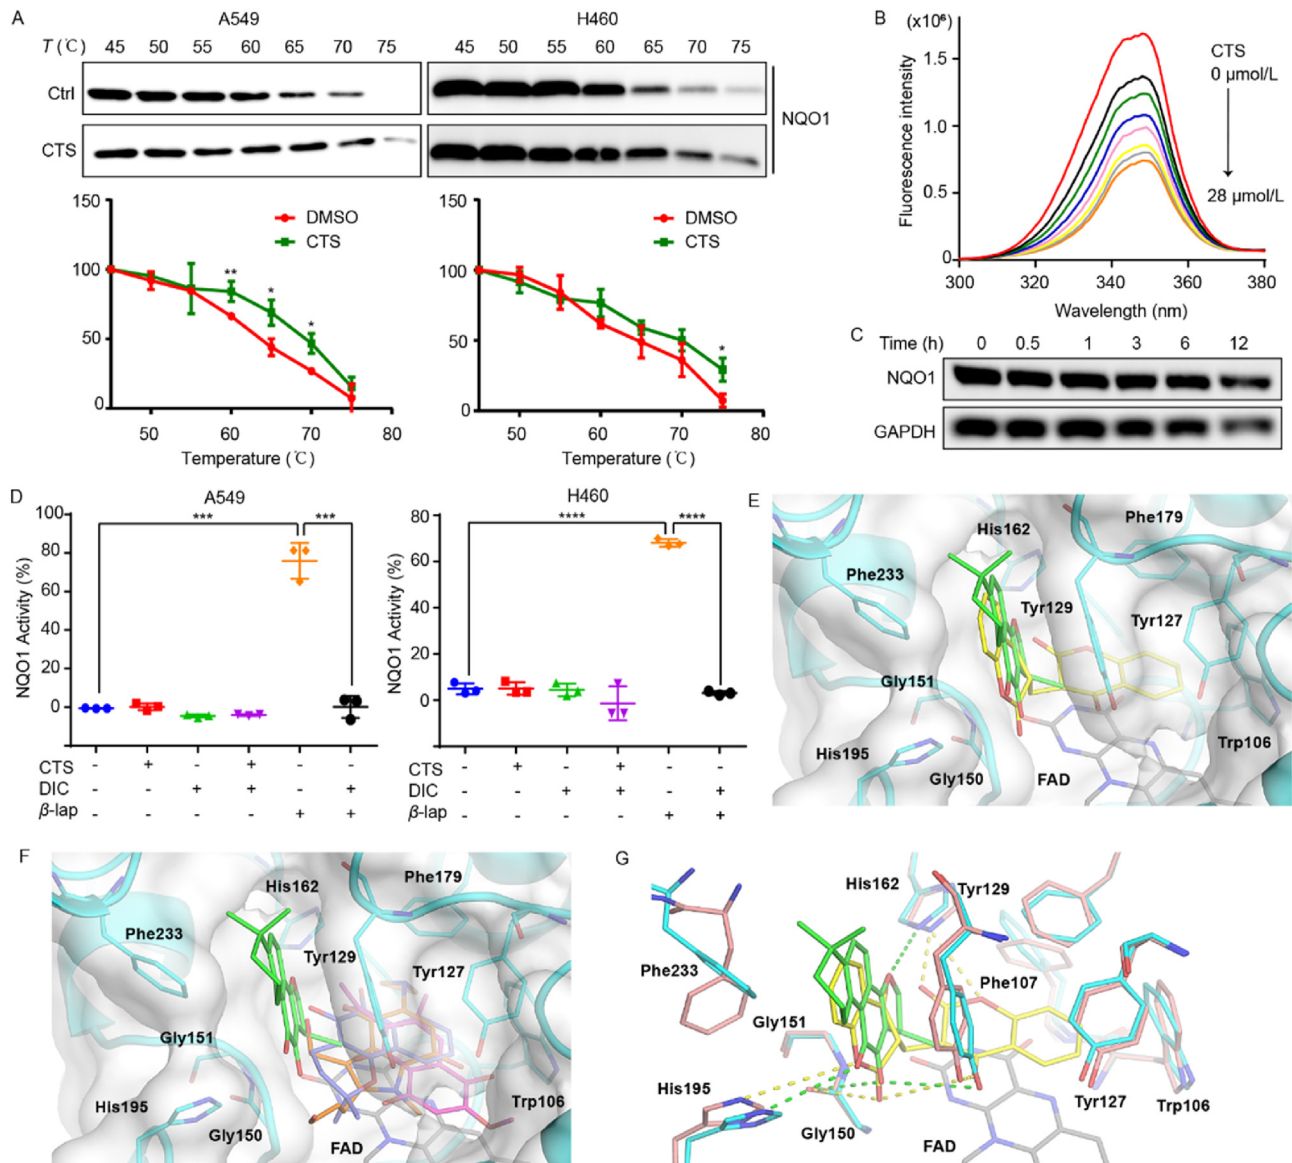 A
A549
H460
T (℃) 45 50 55 60 65 70 75 45 50 55 60 65 70 75
Ctrl
CTS
NQO1
150
100
50
0
DMSO
CTS
** * *
50 60 70 80
Temperature (℃)
150
100
50
0
DMSO
CTS
*
50 60 70 80
Temperature (℃)
B
(x10⁶)
1.5
1.0
0.5
0
Fluorescence intensity
CTS
0 μmol/L
28 μmol/L
300 320 340 360 380
Wavelength (nm)
C
Time (h) 0 0.5 1 3 6 12
NQO1
GAPDH
D
A549
100
80
60
40
20
0
NQO1 Activity (%)
*** ***
CTS - + - + - -
DIC - - + + - +
β-lap - - - - + +
H460
80
60
40
20
0
NQO1 Activity (%)
**** ****
CTS - + - + - -
DIC - - + + - +
β-lap - - - - + +
E
His162
Phe179
Phe233
Tyr129
Tyr127
Gly151
His195
Gly150
FAD
Trp106
F
His162
Phe179
Phe233
Tyr129
Tyr127
Gly151
His195
Gly150
FAD
Trp106
G
His162
Tyr129
Phe233
Phe107
Gly151
His195
Gly150
FAD
Tyr127
Trp106